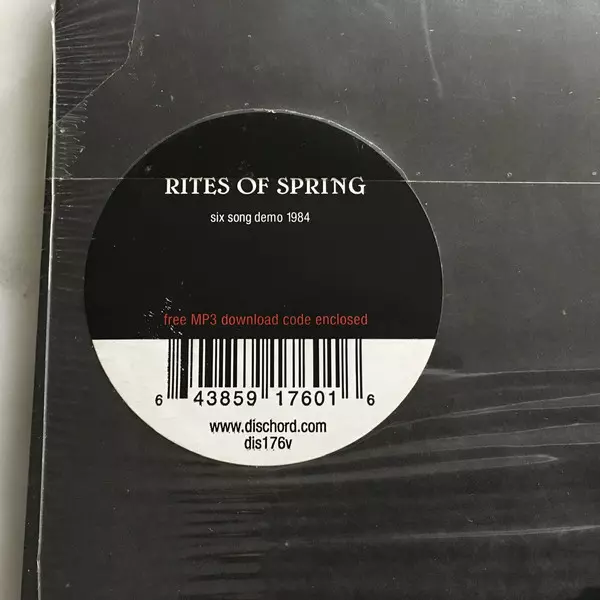 RITES OF SPRING
six song demo 1984
free MP3 download code enclosed
6 43859 17601 6
www.dischord.com
dis176v